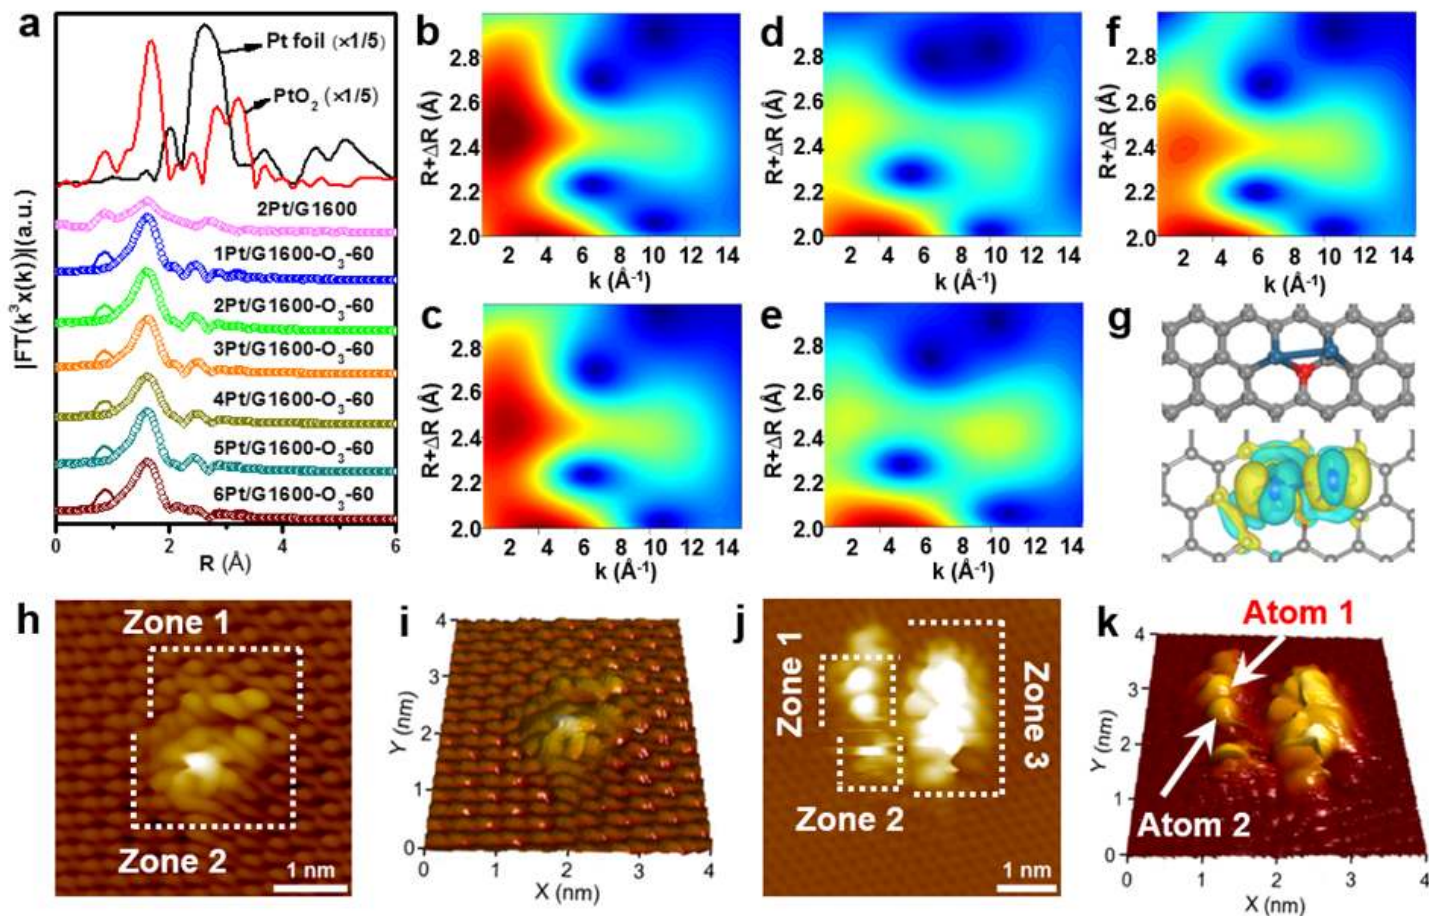 a
Pt foil (×1/5)
PtO₂ (×1/5)
2Pt/G1600
1Pt/G1600-O₃-60
2Pt/G1600-O₃-60
3Pt/G1600-O₃-60
4Pt/G1600-O₃-60
5Pt/G1600-O₃-60
6Pt/G1600-O₃-60
|FT(k³x(k))|(a.u.)
0 2 4 6
R (Å)
b
2.8
2.6
2.4
2.2
2.0
R+ΔR (Å)
2 6 8 10 14
k (Å⁻¹)
d
2.8
2.6
2.4
2.2
2.0
R+ΔR (Å)
2 4 6 8 10 12 14
k (Å⁻¹)
f
2.8
2.6
2.4
2.2
2.0
R+ΔR (Å)
2 4 6 8 10 12 14
k (Å⁻¹)
c
2.8
2.6
2.4
2.2
2.0
R+ΔR (Å)
2 4 6 8 10 14
k (Å⁻¹)
e
2.8
2.6
2.4
2.2
2.0
R+ΔR (Å)
2 4 6 8 10 12 14
k (Å⁻¹)
g
h
Zone 1
Zone 2
1 nm
i
4
3
2
1
0
Y (nm)
0 1 2 3 4
X (nm)
j
Zone 1
Zone 2
Zone 3
1 nm
k
Atom 1
Atom 2
4
3
2
1
0
Y (nm)
0 1 2 3 4
X (nm)